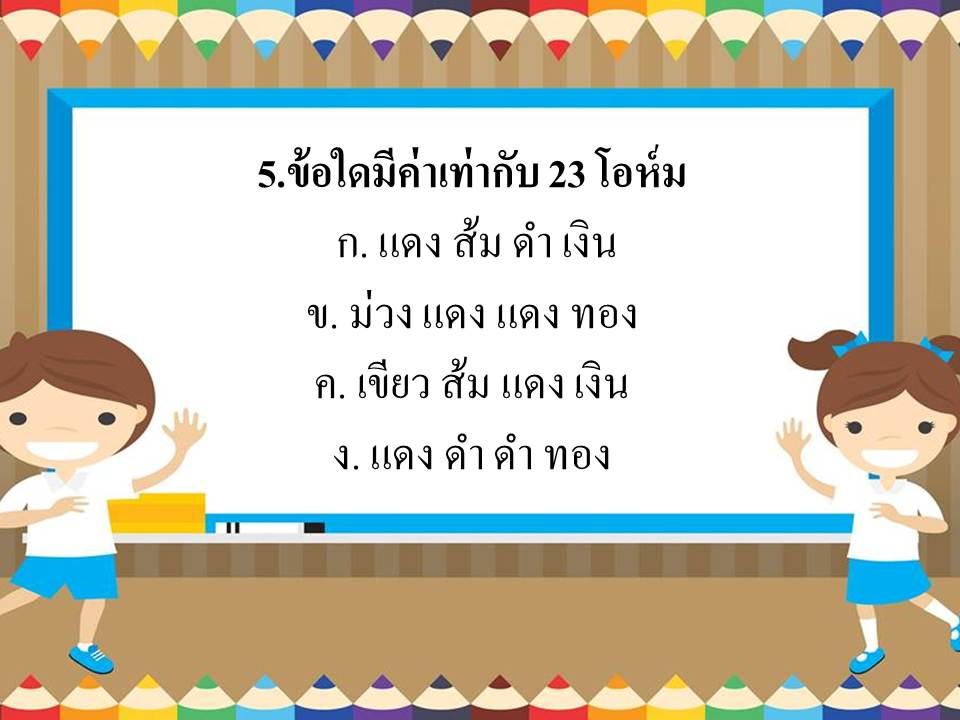 5.ข้อใดมีค่าเท่ากับ 23 โอห์ม
ก. แดง ส้ม ดำ เงิน
ข. ม่วง แดง แดง ทอง
ค. เขียว ส้ม แดง เงิน
ง. แดง ดำ ดำ ทอง